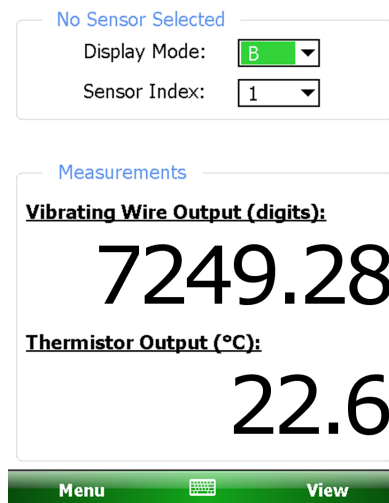 No Sensor Selected
Display Mode: B
Sensor Index: 1
Measurements
Vibrating Wire Output (digits):
7249.28
Thermistor Output (°C):
22.6
Menu View